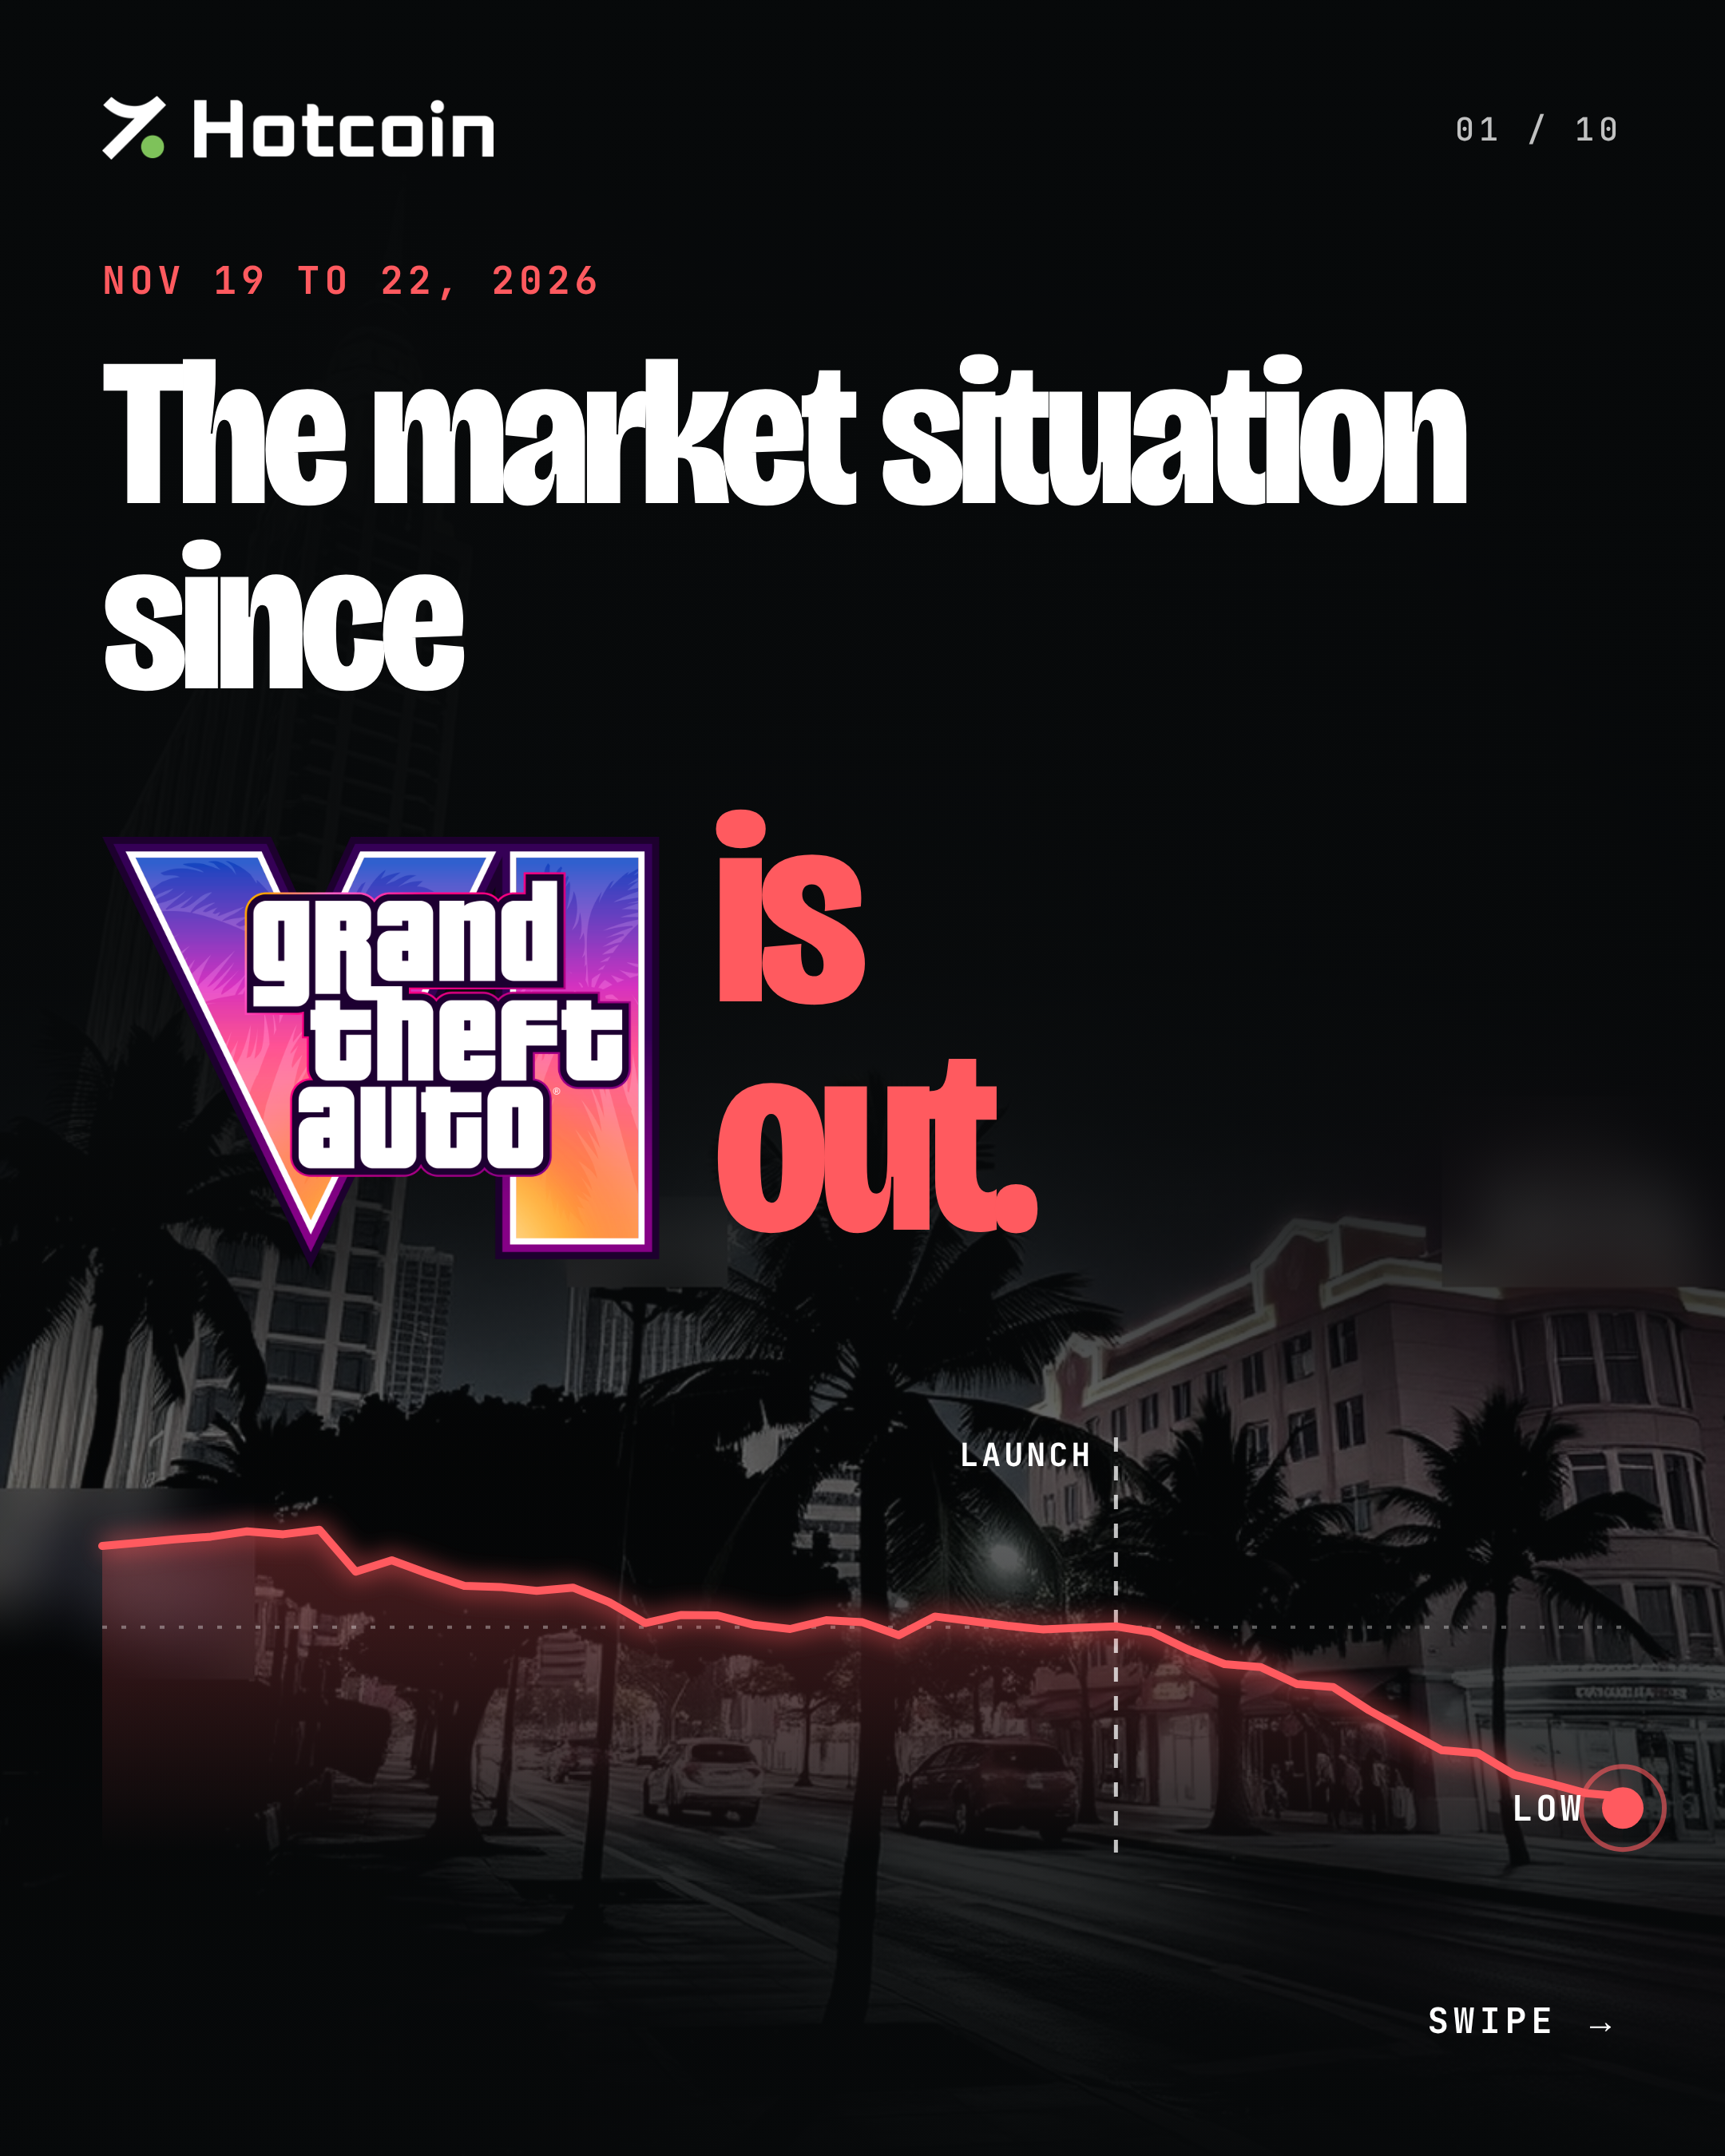 Hotcoin
01 / 10
NOV 19 TO 22, 2026
The market situation
since
VI
grand
theft
auto
®
is
out.
LAUNCH
LOW
SWIPE →